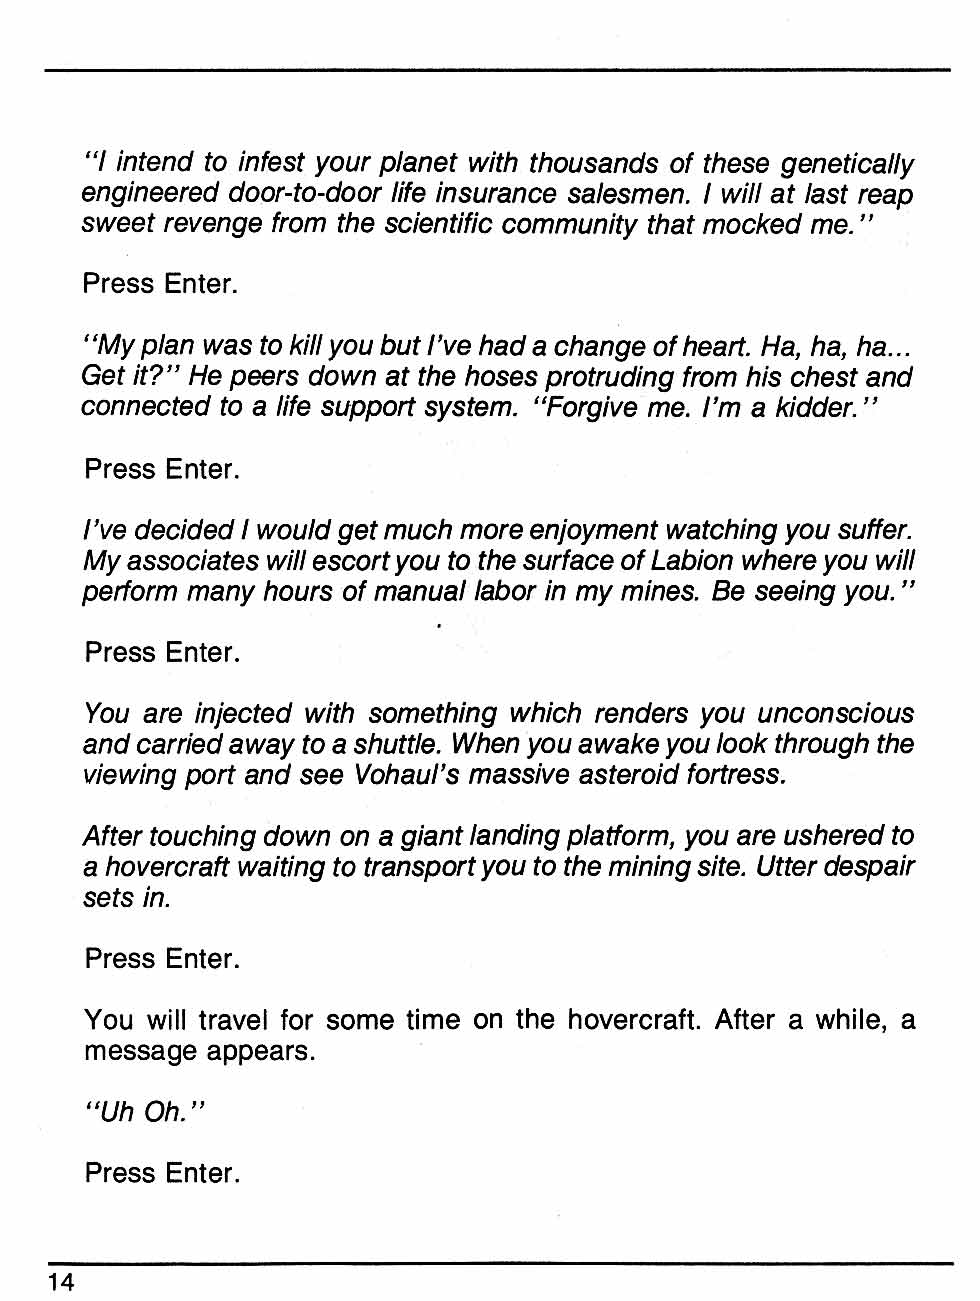 “I intend to infest your planet with thousands of these genetically
engineered door-to-door life insurance salesmen. I will at last reap
sweet revenge from the scientific community that mocked me.”
Press Enter.
“My plan was to kill you but I’ve had a change of heart. Ha, ha, ha...
Get it?” He peers down at the hoses protruding from his chest and
connected to a life support system. “Forgive me. I’m a kidder.”
Press Enter.
I’ve decided I would get much more enjoyment watching you suffer.
My associates will escort you to the surface of Labion where you will
perform many hours of manual labor in my mines. Be seeing you.”
Press Enter.
You are injected with something which renders you unconscious
and carried away to a shuttle. When you awake you look through the
viewing port and see Vohaul’s massive asteroid fortress.
After touching down on a giant landing platform, you are ushered to
a hovercraft waiting to transport you to the mining site. Utter despair
sets in.
Press Enter.
You will travel for some time on the hovercraft. After a while, a
message appears.
“Uh Oh.”
Press Enter.
14